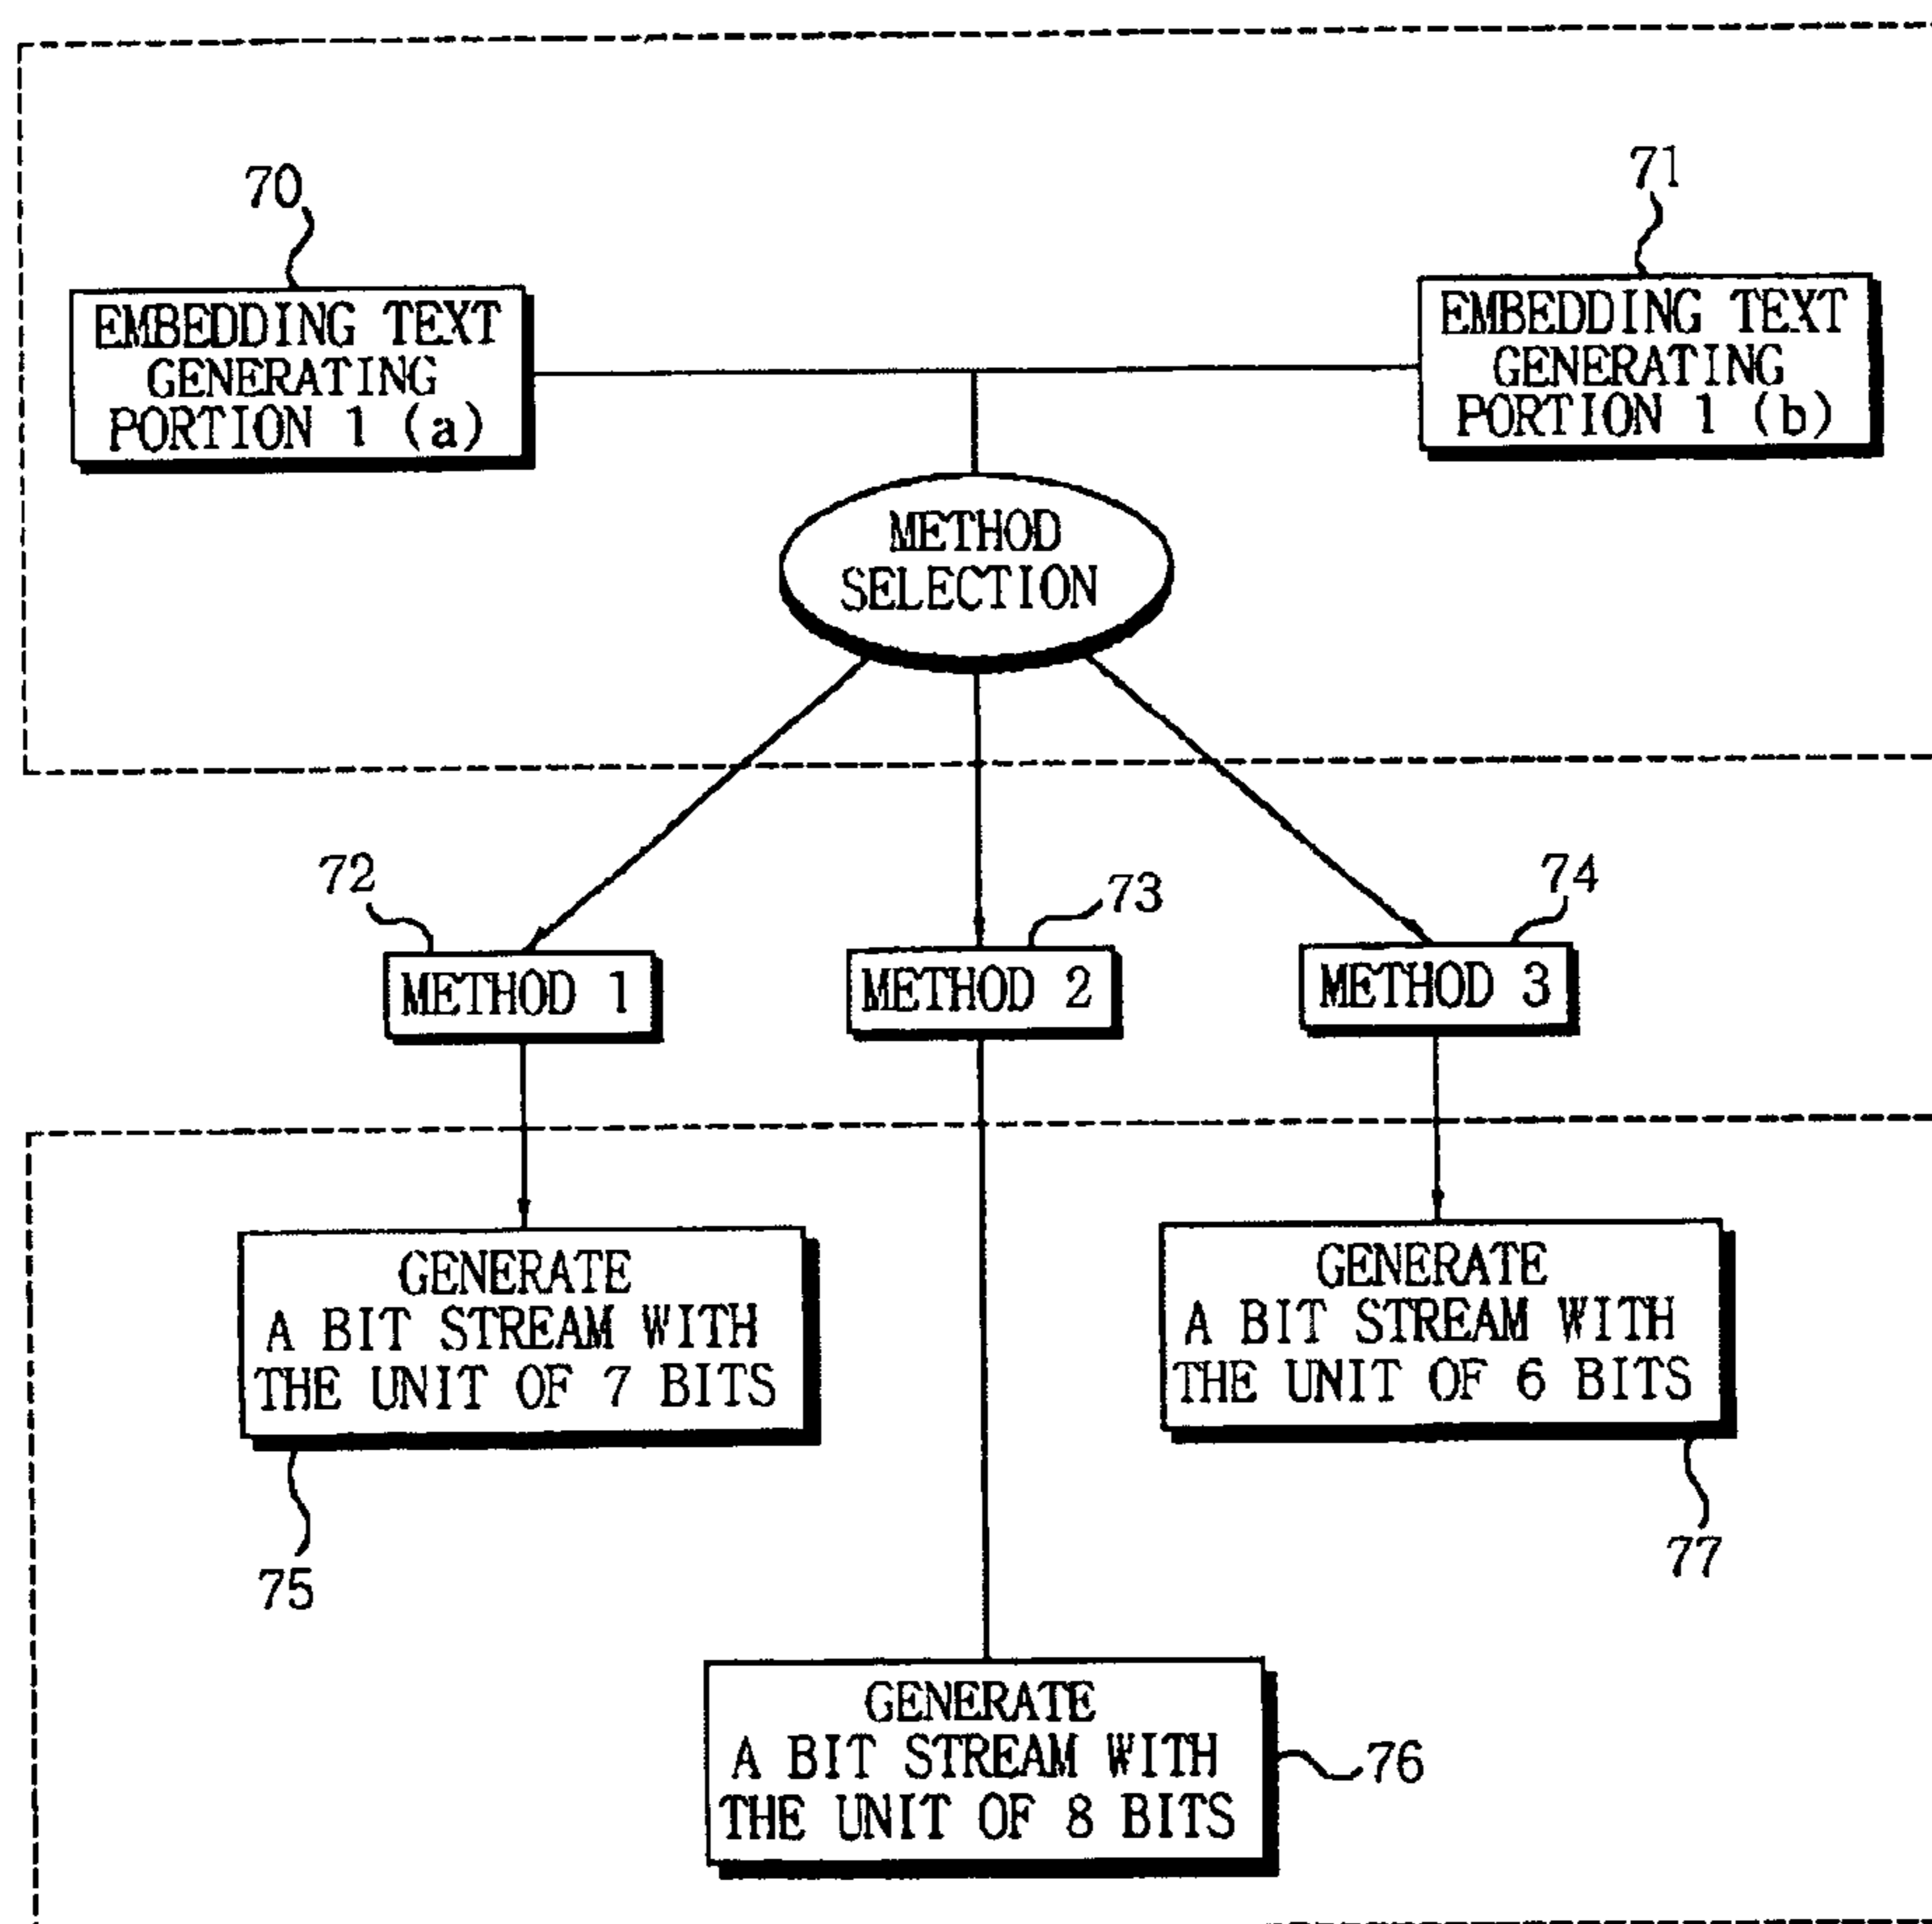 70
71
EMBEDDING TEXT
GENERATING
PORTION 1 (a)
EMBEDDING TEXT
GENERATING
PORTION 1 (b)
METHOD
SELECTION
72
73
74
METHOD 1
METHOD 2
METHOD 3
GENERATE
A BIT STREAM WITH
THE UNIT OF 7 BITS
GENERATE
A BIT STREAM WITH
THE UNIT OF 6 BITS
75
77
GENERATE
A BIT STREAM WITH
THE UNIT OF 8 BITS
76